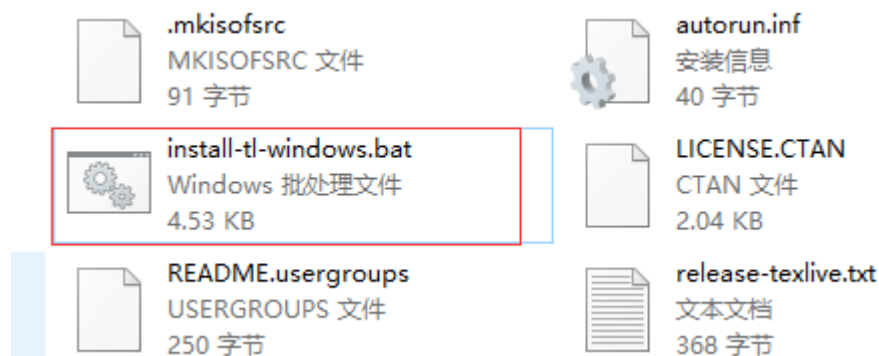 .mkisofsrc
MKISOFSRC 文件
91 字节
autorun.inf
安装信息
40 字节
install-tl-windows.bat
Windows 批处理文件
4.53 KB
LICENSE.CTAN
CTAN 文件
2.04 KB
README.usergroups
USERGROUPS 文件
250 字节
release-texlive.txt
文本文档
368 字节